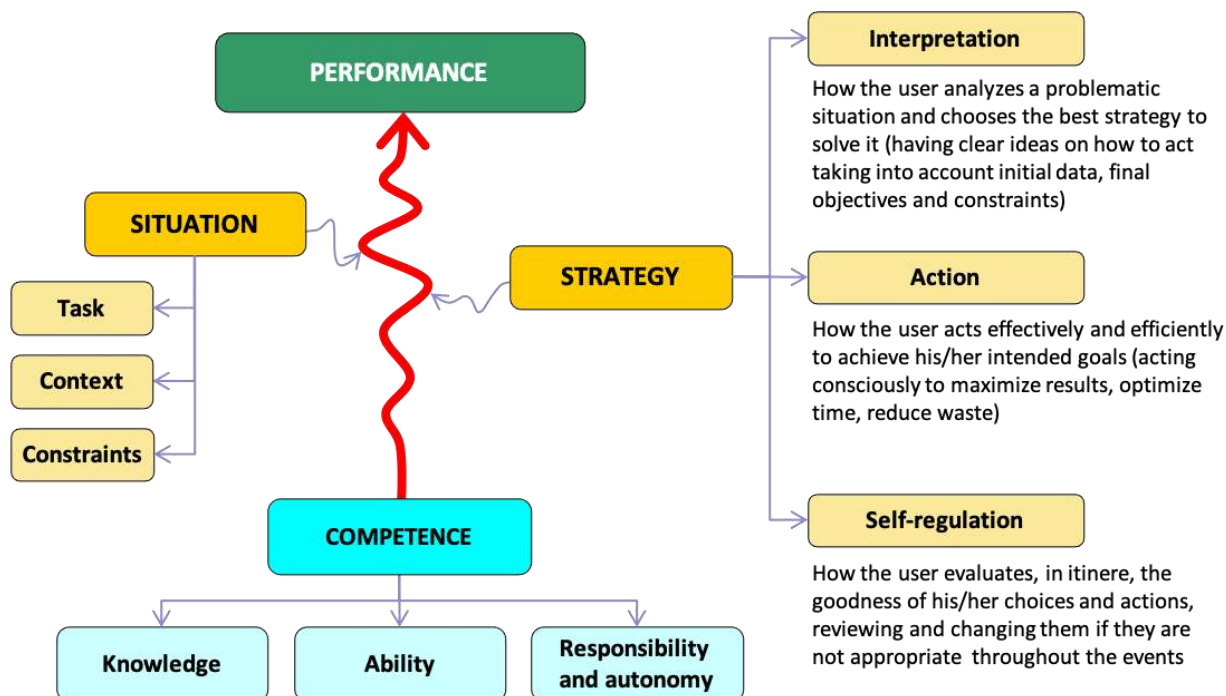 PERFORMANCE
SITUATION
Task
Context
Constraints
STRATEGY
COMPETENCE
Knowledge
Ability
Responsibility
and autonomy
Interpretation
How the user analyzes a problematic
situation and chooses the best strategy to
solve it (having clear ideas on how to act
taking into account initial data, final
objectives and constraints)
Action
How the user acts effectively and efficiently
to achieve his/her intended goals (acting
consciously to maximize results, optimize
time, reduce waste)
Self-regulation
How the user evaluates, in itinere, the
goodness of his/her choices and actions,
reviewing and changing them if they are
not appropriate throughout the events